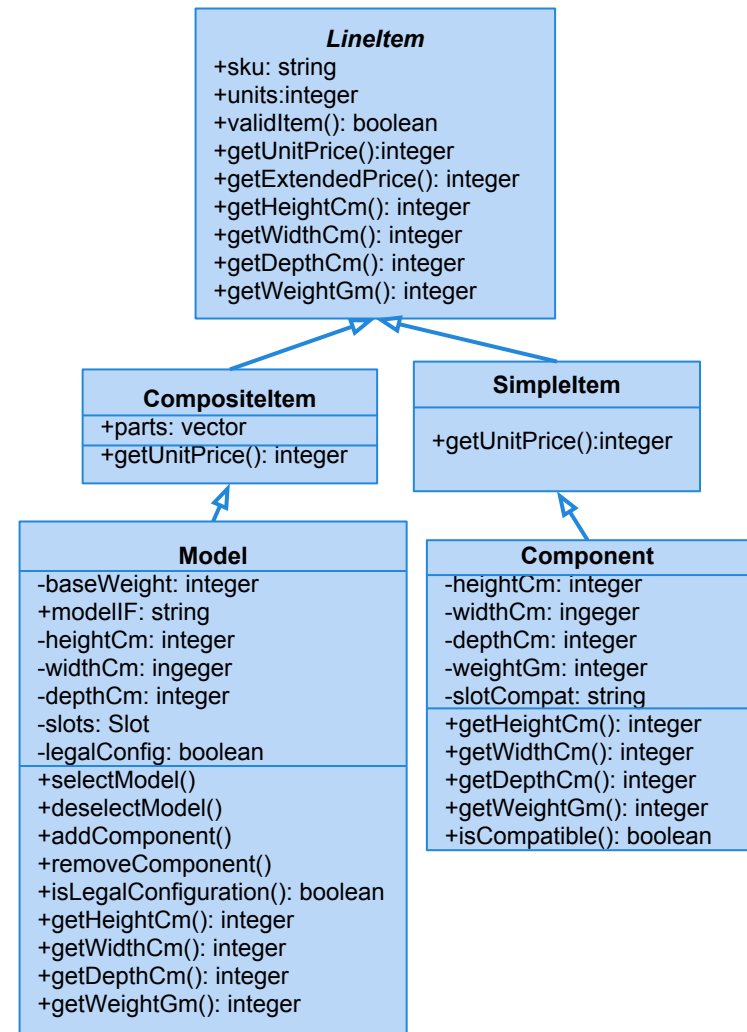 LineItem
+sku: string
+units:integer
+validItem(): boolean
+getUnitPrice():integer
+getExtendedPrice(): integer
+getHeightCm(): integer
+getWidthCm(): integer
+getDepthCm(): integer
+getWeightGm(): integer
CompositeItem
+parts: vector
+getUnitPrice(): integer
SimpleItem
+getUnitPrice():integer
Model
-baseWeight: integer
+modelIF: string
-heightCm: integer
-widthCm: ingeger
-depthCm: integer
-slots: Slot
-legalConfig: boolean
+selectModel()
+deselectModel()
+addComponent()
+removeComponent()
+isLegalConfiguration(): boolean
+getHeightCm(): integer
+getWidthCm(): integer
+getDepthCm(): integer
+getWeightGm(): integer
Component
-heightCm: integer
-widthCm: ingeger
-depthCm: integer
-weightGm: integer
-slotCompat: string
+getHeightCm(): integer
+getWidthCm(): integer
+getDepthCm(): integer
+getWeightGm(): integer
+isCompatible(): boolean